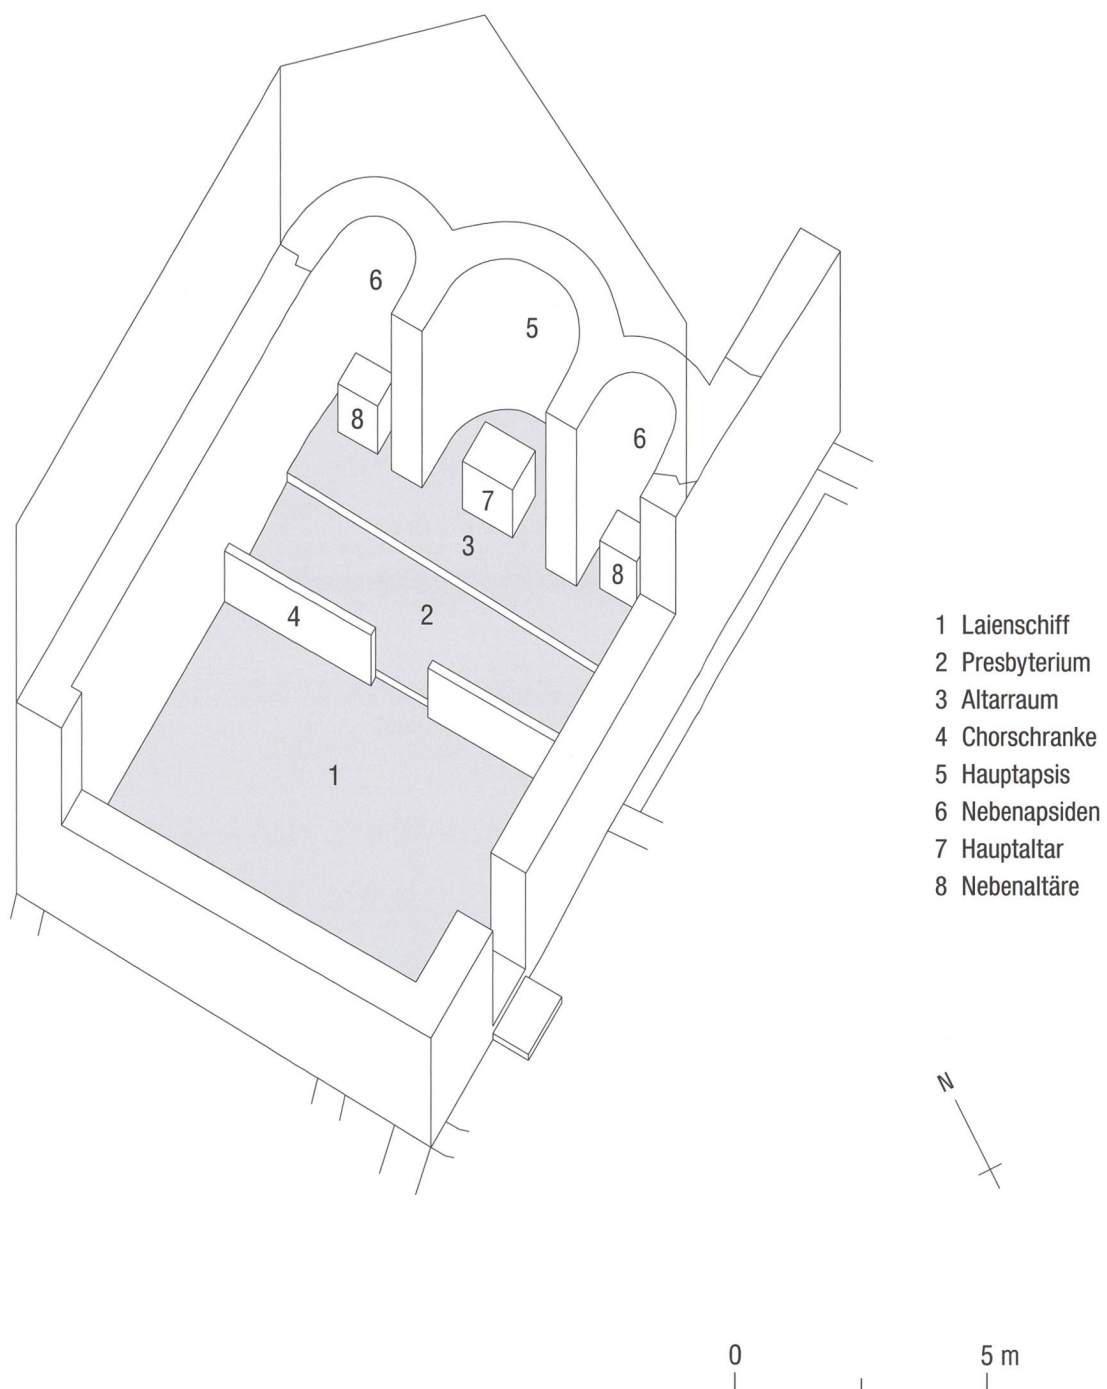 6
5
8
6
7
3
8
2
4
1
1 Laienschiff
2 Presbyterium
3 Altarraum
4 Chorschranke
5 Hauptapsis
6 Nebenapsiden
7 Hauptaltar
8 Nebenaltäre
N
0 5 m